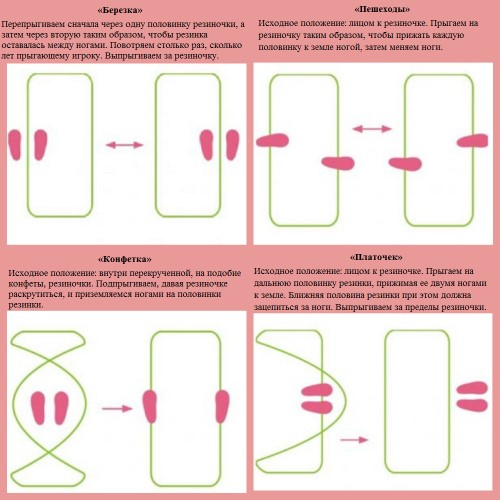 «Березка»
Перепрыгиваем сначала через одну половинку резиночки, а
затем через вторую таким образом, чтобы резинка
оставалась между ногами. Повторяем столько раз, сколько
лет прыгающему игроку. Выпрыгиваем за резиночку.
«Пешеходы»
Исходное положение: лицом к резиночке. Прыгаем на
резиночку таким образом, чтобы прижать каждую
половинку к земле ногой, затем меняем ноги.
«Конфетка»
Исходное положение: внутри перекрученной, на подобие
конфеты, резиночки. Подпрыгиваем, давая резиночке
раскрутиться, и приземляемся ногами на половинки
резинки.
«Платочек»
Исходное положение: лицом к резиночке. Прыгаем на
дальнюю половинку резинки, прижимая ее двумя ногами
к земле. Ближняя половина резинки при этом должна
зацепиться за ноги. Выпрыгиваем за пределы резиночки.